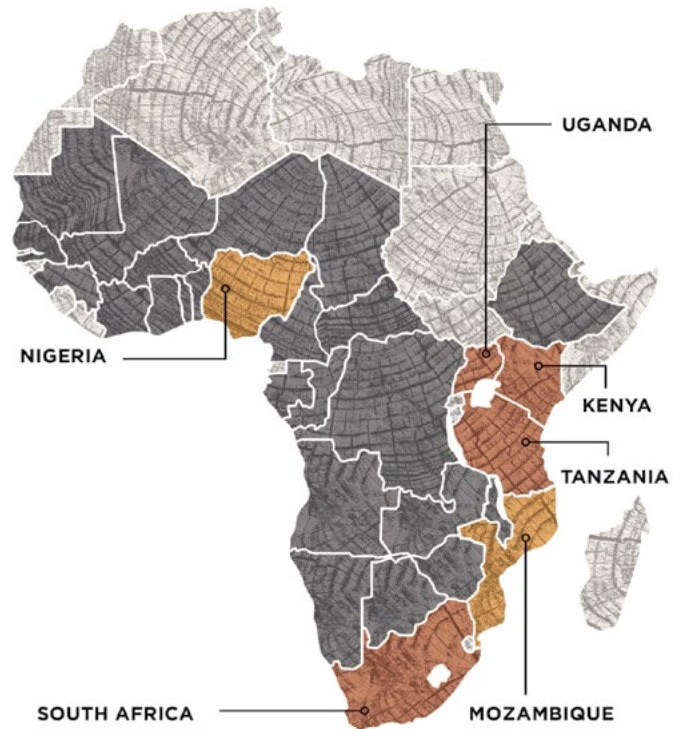 UGANDA
NIGERIA
KENYA
TANZANIA
SOUTH AFRICA
MOZAMBIQUE